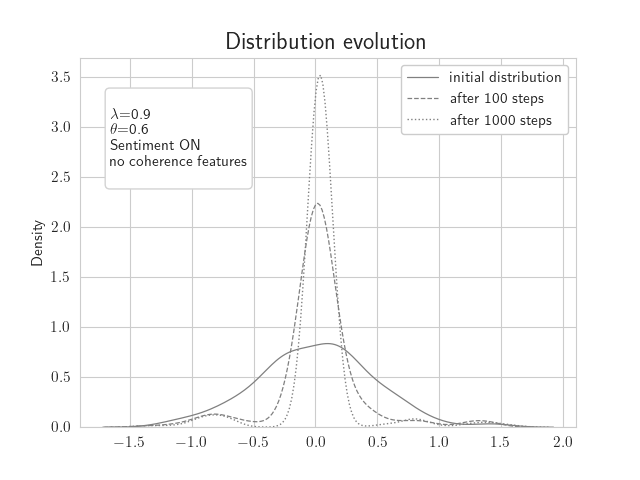 Distribution evolution
initial distribution
after 100 steps
after 1000 steps
λ=0.9
θ=0.6
Sentiment ON
no coherence features
Density
3.5
3.0
2.5
2.0
1.5
1.0
0.5
0.0
−1.5 −1.0 −0.5 0.0 0.5 1.0 1.5 2.0